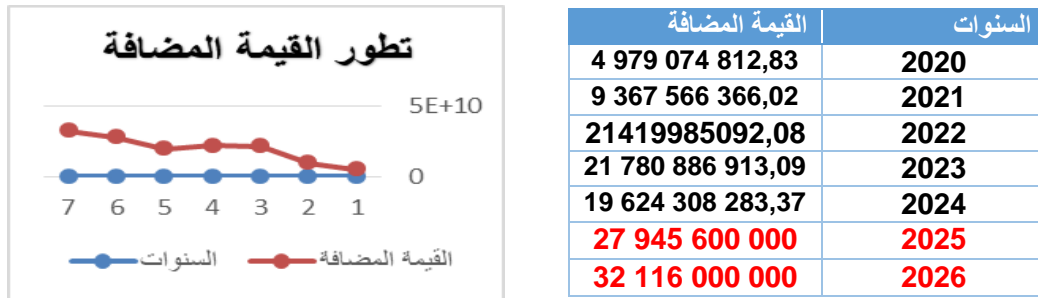 تطور القيمة المضافة
5E+10
0
1 2 3 4 5 6 7
القيمة المضافة السنوات
السنوات القيمة المضافة
2020 4 979 074 812,83
2021 9 367 566 366,02
2022 21419985092,08
2023 21 780 886 913,09
2024 19 624 308 283,37
2025 27 945 600 000
2026 32 116 000 000